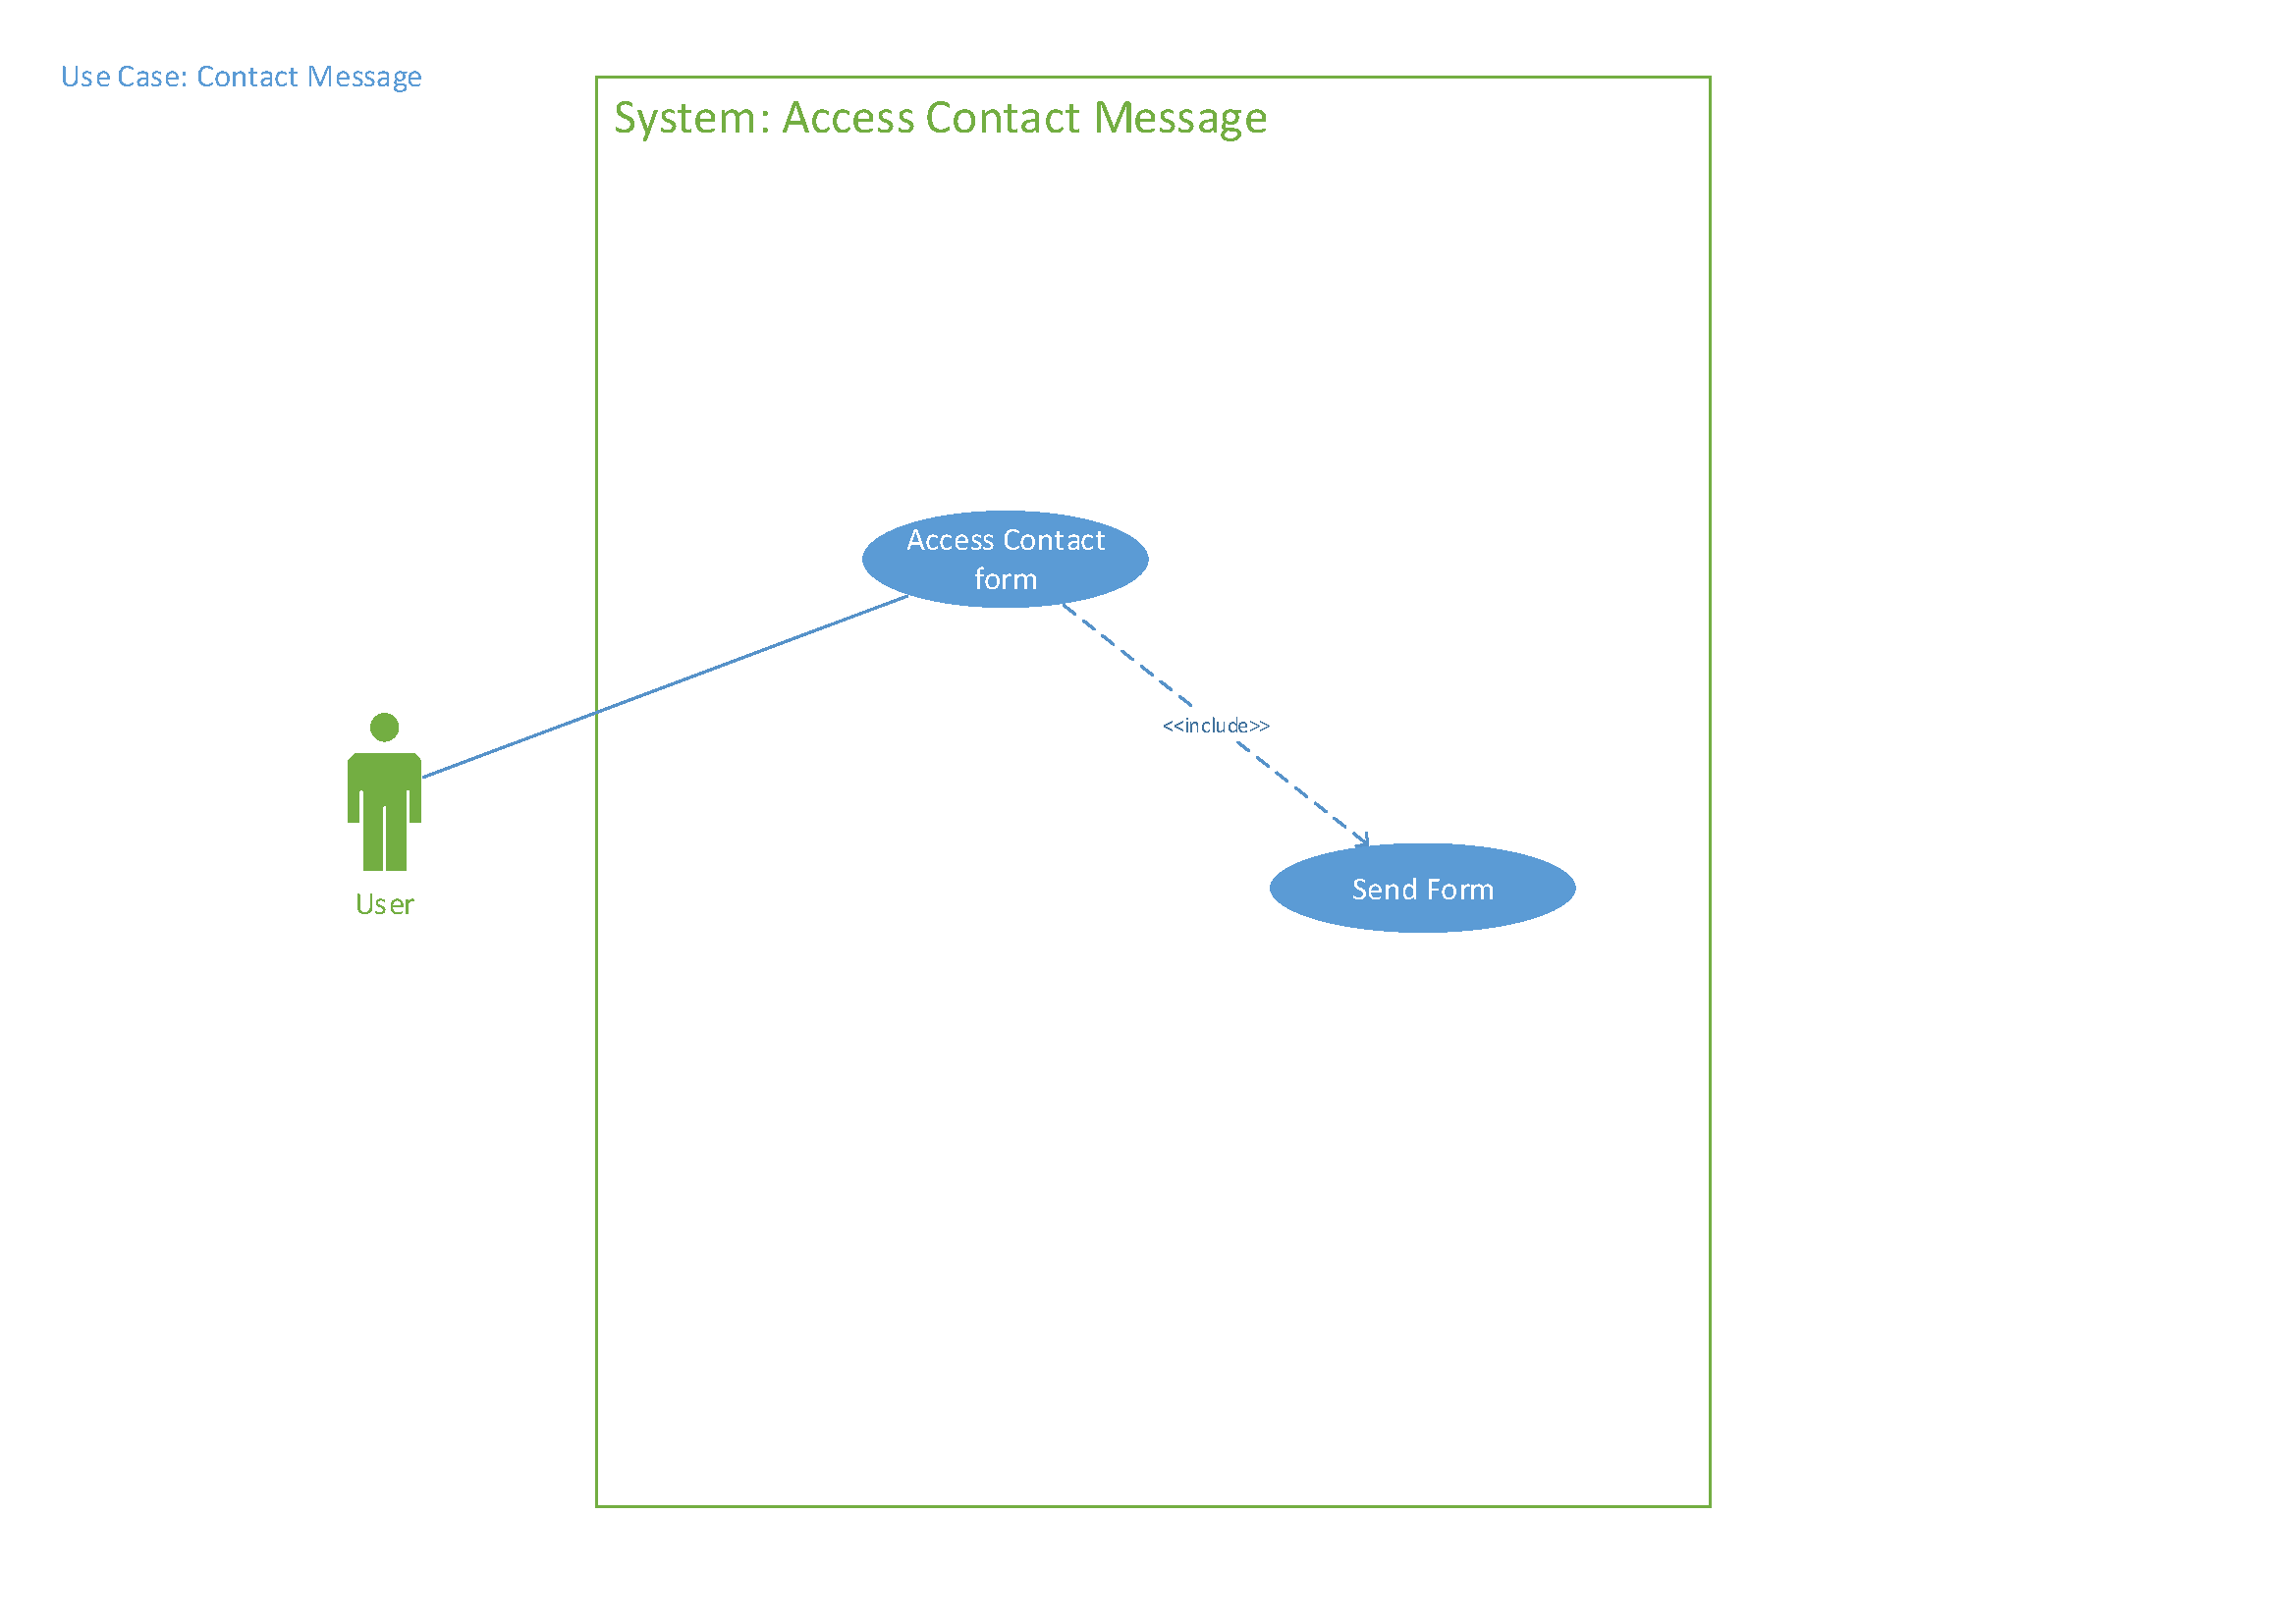 Use Case: Contact Message
System: Access Contact Message
Access Contact
form
<<include>>
Send Form
User